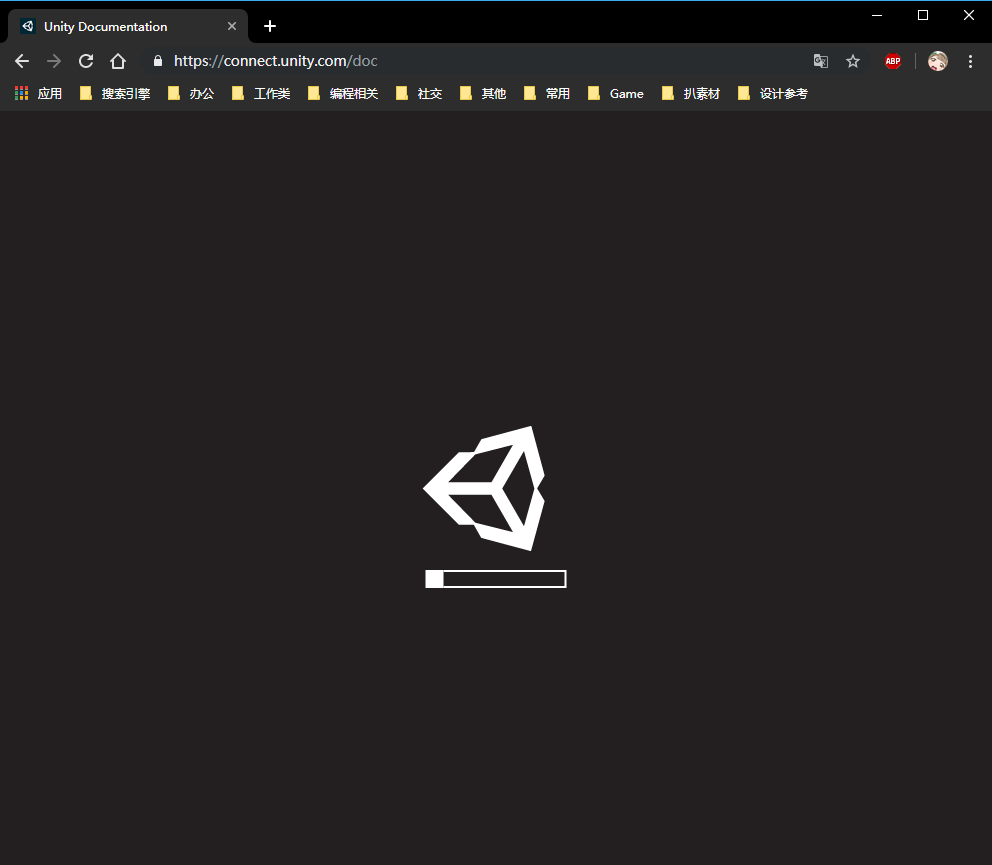 Unity Documentation
https://connect.unity.com/doc
ABP
应用 搜索引擎 办公 工作类 编程相关 社交 其他 常用 Game 扒素材 设计参考